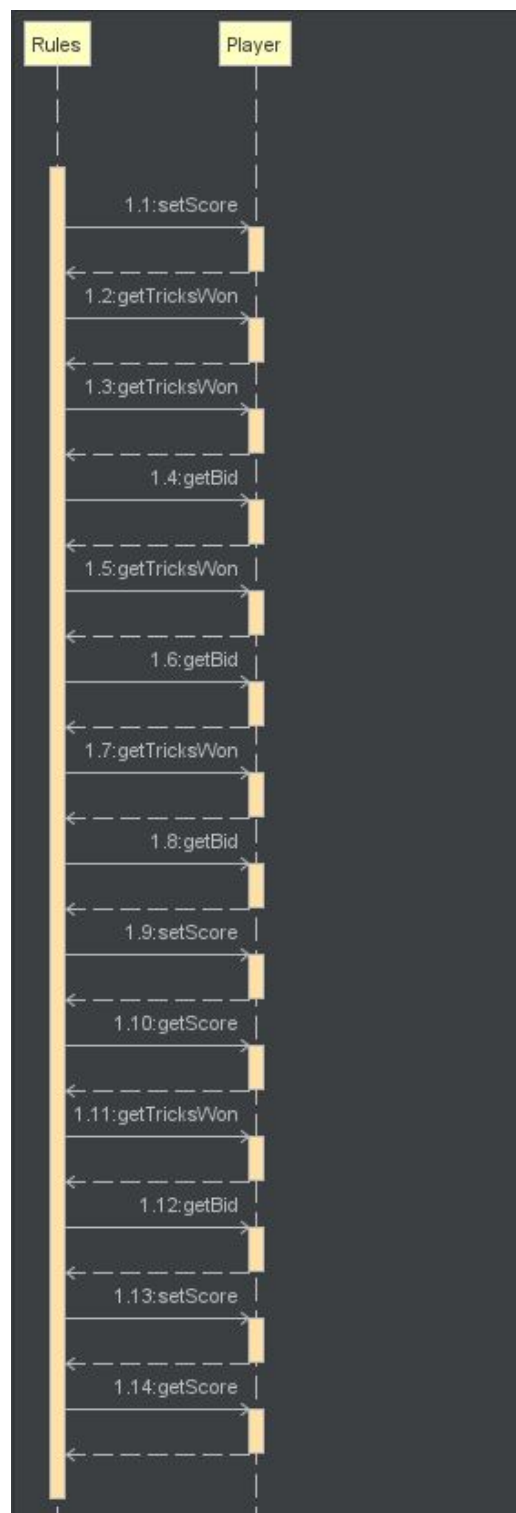 Rules Player
1.1:setScore
1.2:getTricksWon
1.3:getTricksWon
1.4:getBid
1.5:getTricksWon
1.6:getBid
1.7:getTricksWon
1.8:getBid
1.9:setScore
1.10:getScore
1.11:getTricksWon
1.12:getBid
1.13:setScore
1.14:getScore